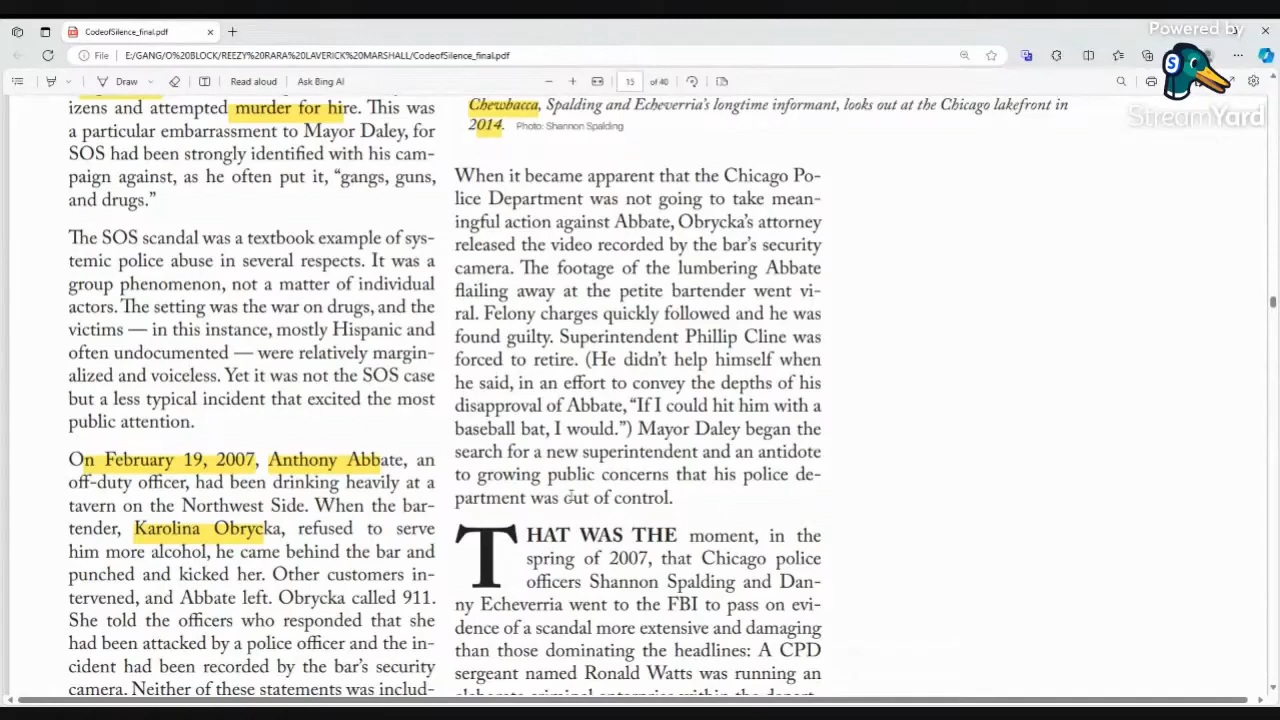 Powered by
StreamYard
CodeofSilence_final.pdf
File
E:/GANG/O%20BLOCK/REEZY%20RARA%20LAVERICK%20MARSHALL/CodeofSilence_final.pdf
Draw
Read aloud
Ask Bing AI
15
of 40
izens and attempted murder for hire. This was
a particular embarrassment to Mayor Daley, for
SOS had been strongly identified with his cam-
paign against, as he often put it, “gangs, guns,
and drugs.”
The SOS scandal was a textbook example of sys-
temic police abuse in several respects. It was a
group phenomenon, not a matter of individual
actors. The setting was the war on drugs, and the
victims — in this instance, mostly Hispanic and
often undocumented — were relatively margin-
alized and voiceless. Yet it was not the SOS case
but a less typical incident that excited the most
public attention.
On February 19, 2007, Anthony Abbate, an
off-duty officer, had been drinking heavily at a
tavern on the Northwest Side. When the bar-
tender, Karolina Obrycka, refused to serve
him more alcohol, he came behind the bar and
punched and kicked her. Other customers in-
tervened, and Abbate left. Obrycka called 911.
She told the officers who responded that she
had been attacked by a police officer and the in-
cident had been recorded by the bar’s security
camera. Neither of these statements was includ-
Chewbacca, Spalding and Echeverria’s longtime informant, looks out at the Chicago lakefront in
2014. Photo: Shannon Spalding
When it became apparent that the Chicago Po-
lice Department was not going to take mean-
ingful action against Abbate, Obrycka’s attorney
released the video recorded by the bar’s security
camera. The footage of the lumbering Abbate
flailing away at the petite bartender went vi-
ral. Felony charges quickly followed and he was
found guilty. Superintendent Phillip Cline was
forced to retire. (He didn’t help himself when
he said, in an effort to convey the depths of his
disapproval of Abbate, “If I could hit him with a
baseball bat, I would.”) Mayor Daley began the
search for a new superintendent and an antidote
to growing public concerns that his police de-
partment was out of control.
THAT WAS THE moment, in the
spring of 2007, that Chicago police
officers Shannon Spalding and Dan-
ny Echeverria went to the FBI to pass on evi-
dence of a scandal more extensive and damaging
than those dominating the headlines: A CPD
sergeant named Ronald Watts was running an